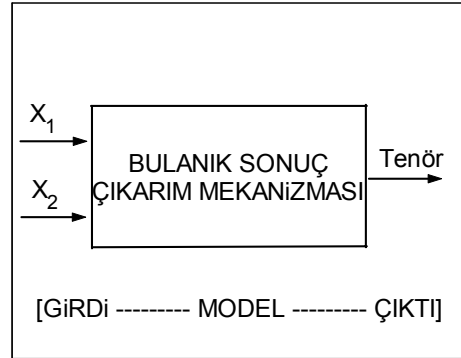 X1
X2
BULANIK SONUÇ
ÇIKARIM MEKANiZMASI
Tenör
[GiRDi --------- MODEL --------- ÇIKTI]